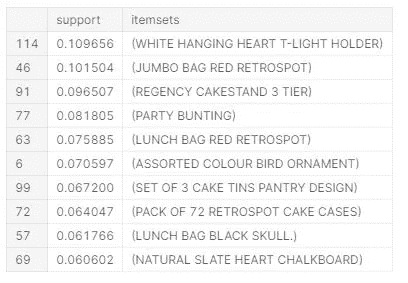 support itemsets
114 0.109656 (WHITE HANGING HEART T-LIGHT HOLDER)
46 0.101504 (JUMBO BAG RED RETROSPOT)
91 0.096507 (REGENCY CAKESTAND 3 TIER)
77 0.081805 (PARTY BUNTING)
63 0.075885 (LUNCH BAG RED RETROSPOT)
6 0.070597 (ASSORTED COLOUR BIRD ORNAMENT)
99 0.067200 (SET OF 3 CAKE TINS PANTRY DESIGN)
72 0.064047 (PACK OF 72 RETROSPOT CAKE CASES)
57 0.061766 (LUNCH BAG BLACK SKULL.)
69 0.060602 (NATURAL SLATE HEART CHALKBOARD)